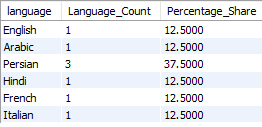 language Language_Count Percentage_Share
English 1 12.5000
Arabic 1 12.5000
Persian 3 37.5000
Hindi 1 12.5000
French 1 12.5000
Italian 1 12.5000